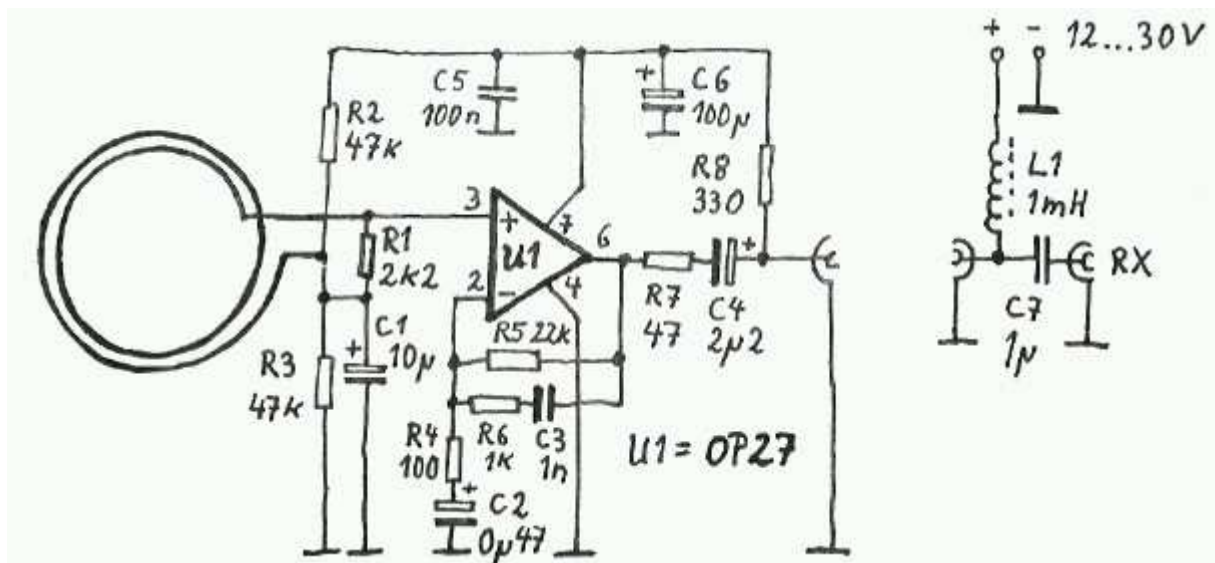 + - 12...30V
C5
100n
+ C6
100µ
R2
47k
R8
330
L1
1mH
3
+
7
6
R1
2k2
U1
+
RX
2
-
4
R7
47
C4
2µ2
C7
1µ
C1
+ 10µ
R5 22k
R3
47k
R4
100
R6
1k
C3
1n
U1 = OP27
+ C2
0µ47